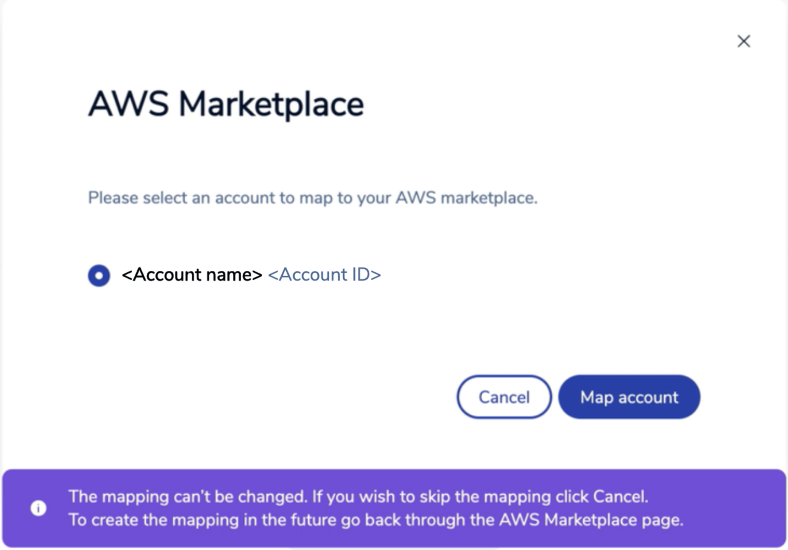 AWS Marketplace
Please select an account to map to your AWS marketplace.
<Account name> <Account ID>
Cancel
Map account
The mapping can't be changed. If you wish to skip the mapping click Cancel.
To create the mapping in the future go back through the AWS Marketplace page.